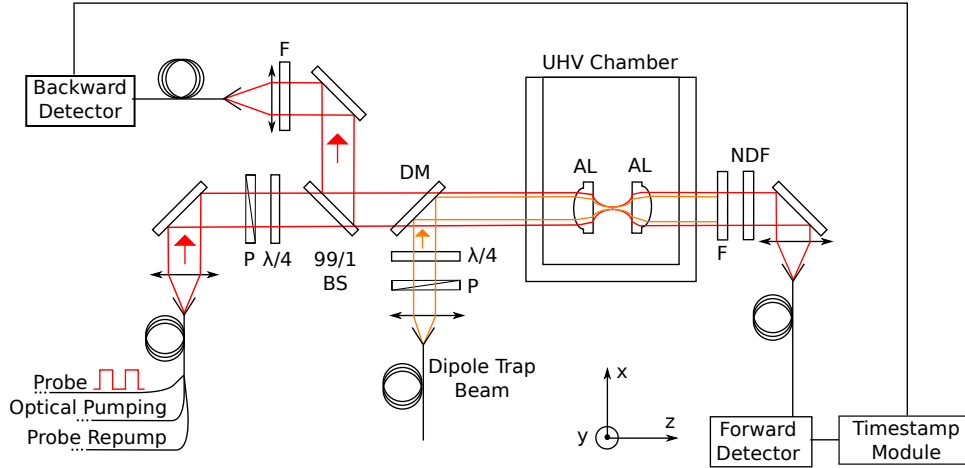 F
UHV Chamber
Backward
Detector
AL
AL
NDF
DM
P
λ/4
99/1
BS
λ/4
P
F
Dipole Trap
Beam
x
y
z
Probe
Optical Pumping
Probe Repump
Forward
Detector
Timestamp
Module